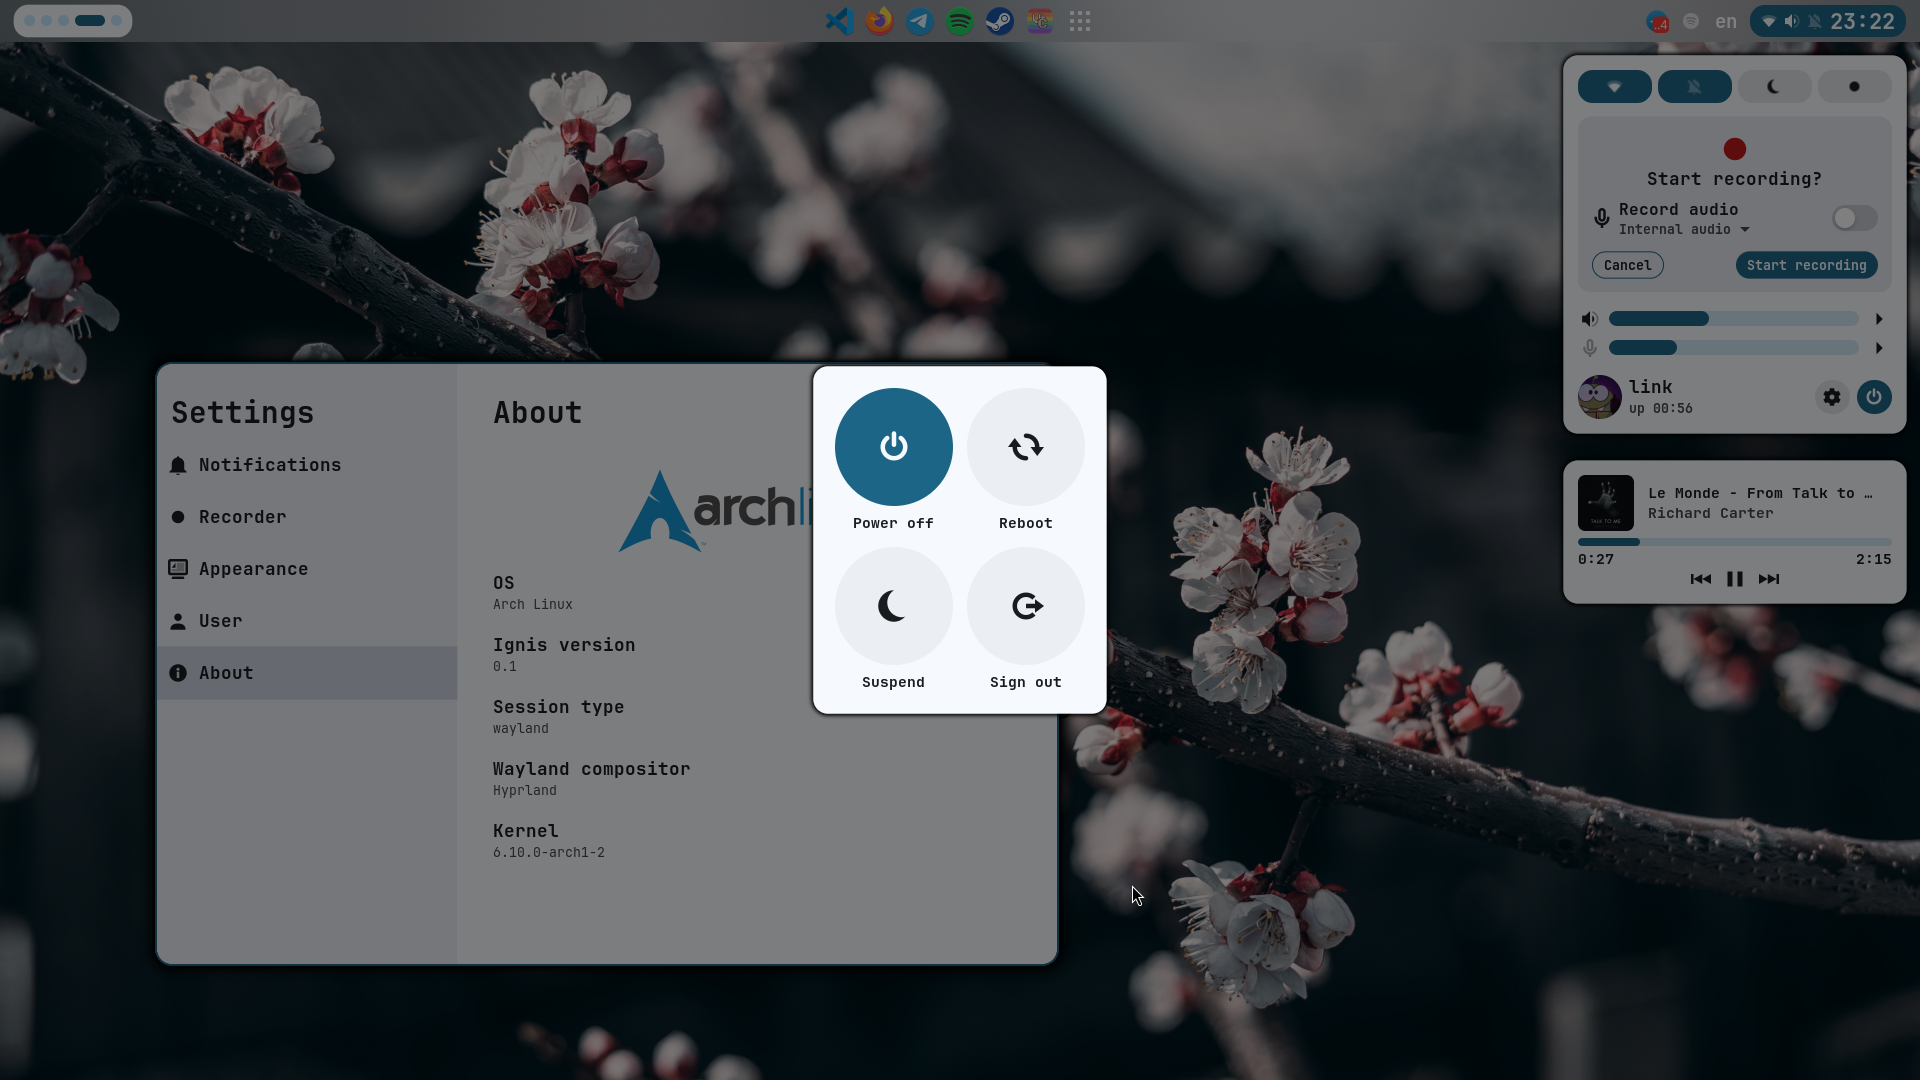 en
23:22
Start recording?
Record audio
Internal audio
Cancel
Start recording
link
up 00:56
Le Monde - From Talk to …
Richard Carter
0:27
2:15
Settings
Notifications
Recorder
Appearance
User
About
About
archli
OS
Arch Linux
Ignis version
0.1
Session type
wayland
Wayland compositor
Hyprland
Kernel
6.10.0-arch1-2
Power off
Reboot
Suspend
Sign out